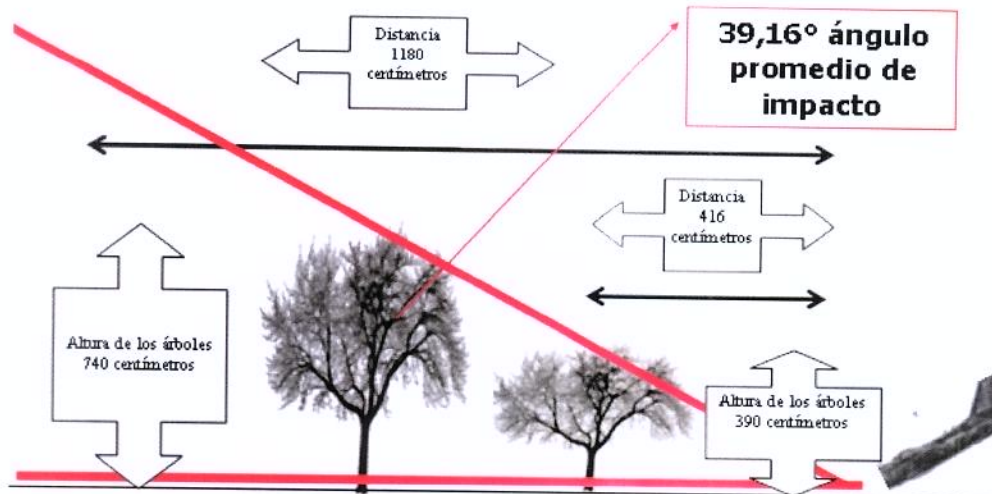 Distancia
1180
centímetros
39,16° ángulo
promedio de
impacto
Distancia
416
centímetros
Altura de los árboles
740 centímetros
Altura de los árboles
390 centímetros